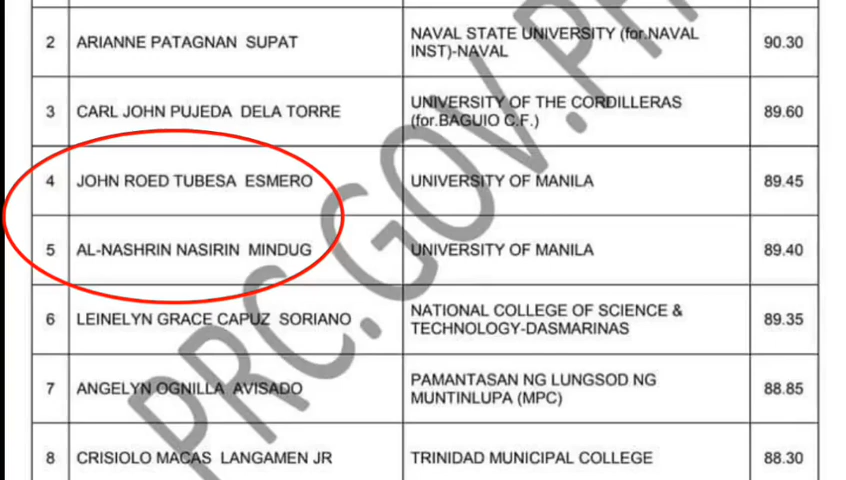 2 ARIANNE PATAGNAN SUPAT NAVAL STATE UNIVERSITY (for.NAVAL INST)-NAVAL 90.30
3 CARL JOHN PUJEDA DELA TORRE UNIVERSITY OF THE CORDILLERAS (for.BAGUIO C.F.) 89.60
4 JOHN ROED TUBESA ESMERO UNIVERSITY OF MANILA 89.45
5 AL-NASHRIN NASIRIN MINDUG UNIVERSITY OF MANILA 89.40
6 LEINELYN GRACE CAPUZ SORIANO NATIONAL COLLEGE OF SCIENCE & TECHNOLOGY-DASMARINAS 89.35
7 ANGELYN OGNILLA AVISADO PAMANTASAN NG LUNGSOD NG MUNTINLUPA (MPC) 88.85
8 CRISIOLO MACAS LANGAMEN JR TRINIDAD MUNICIPAL COLLEGE 88.30
PRC.GOV.PH